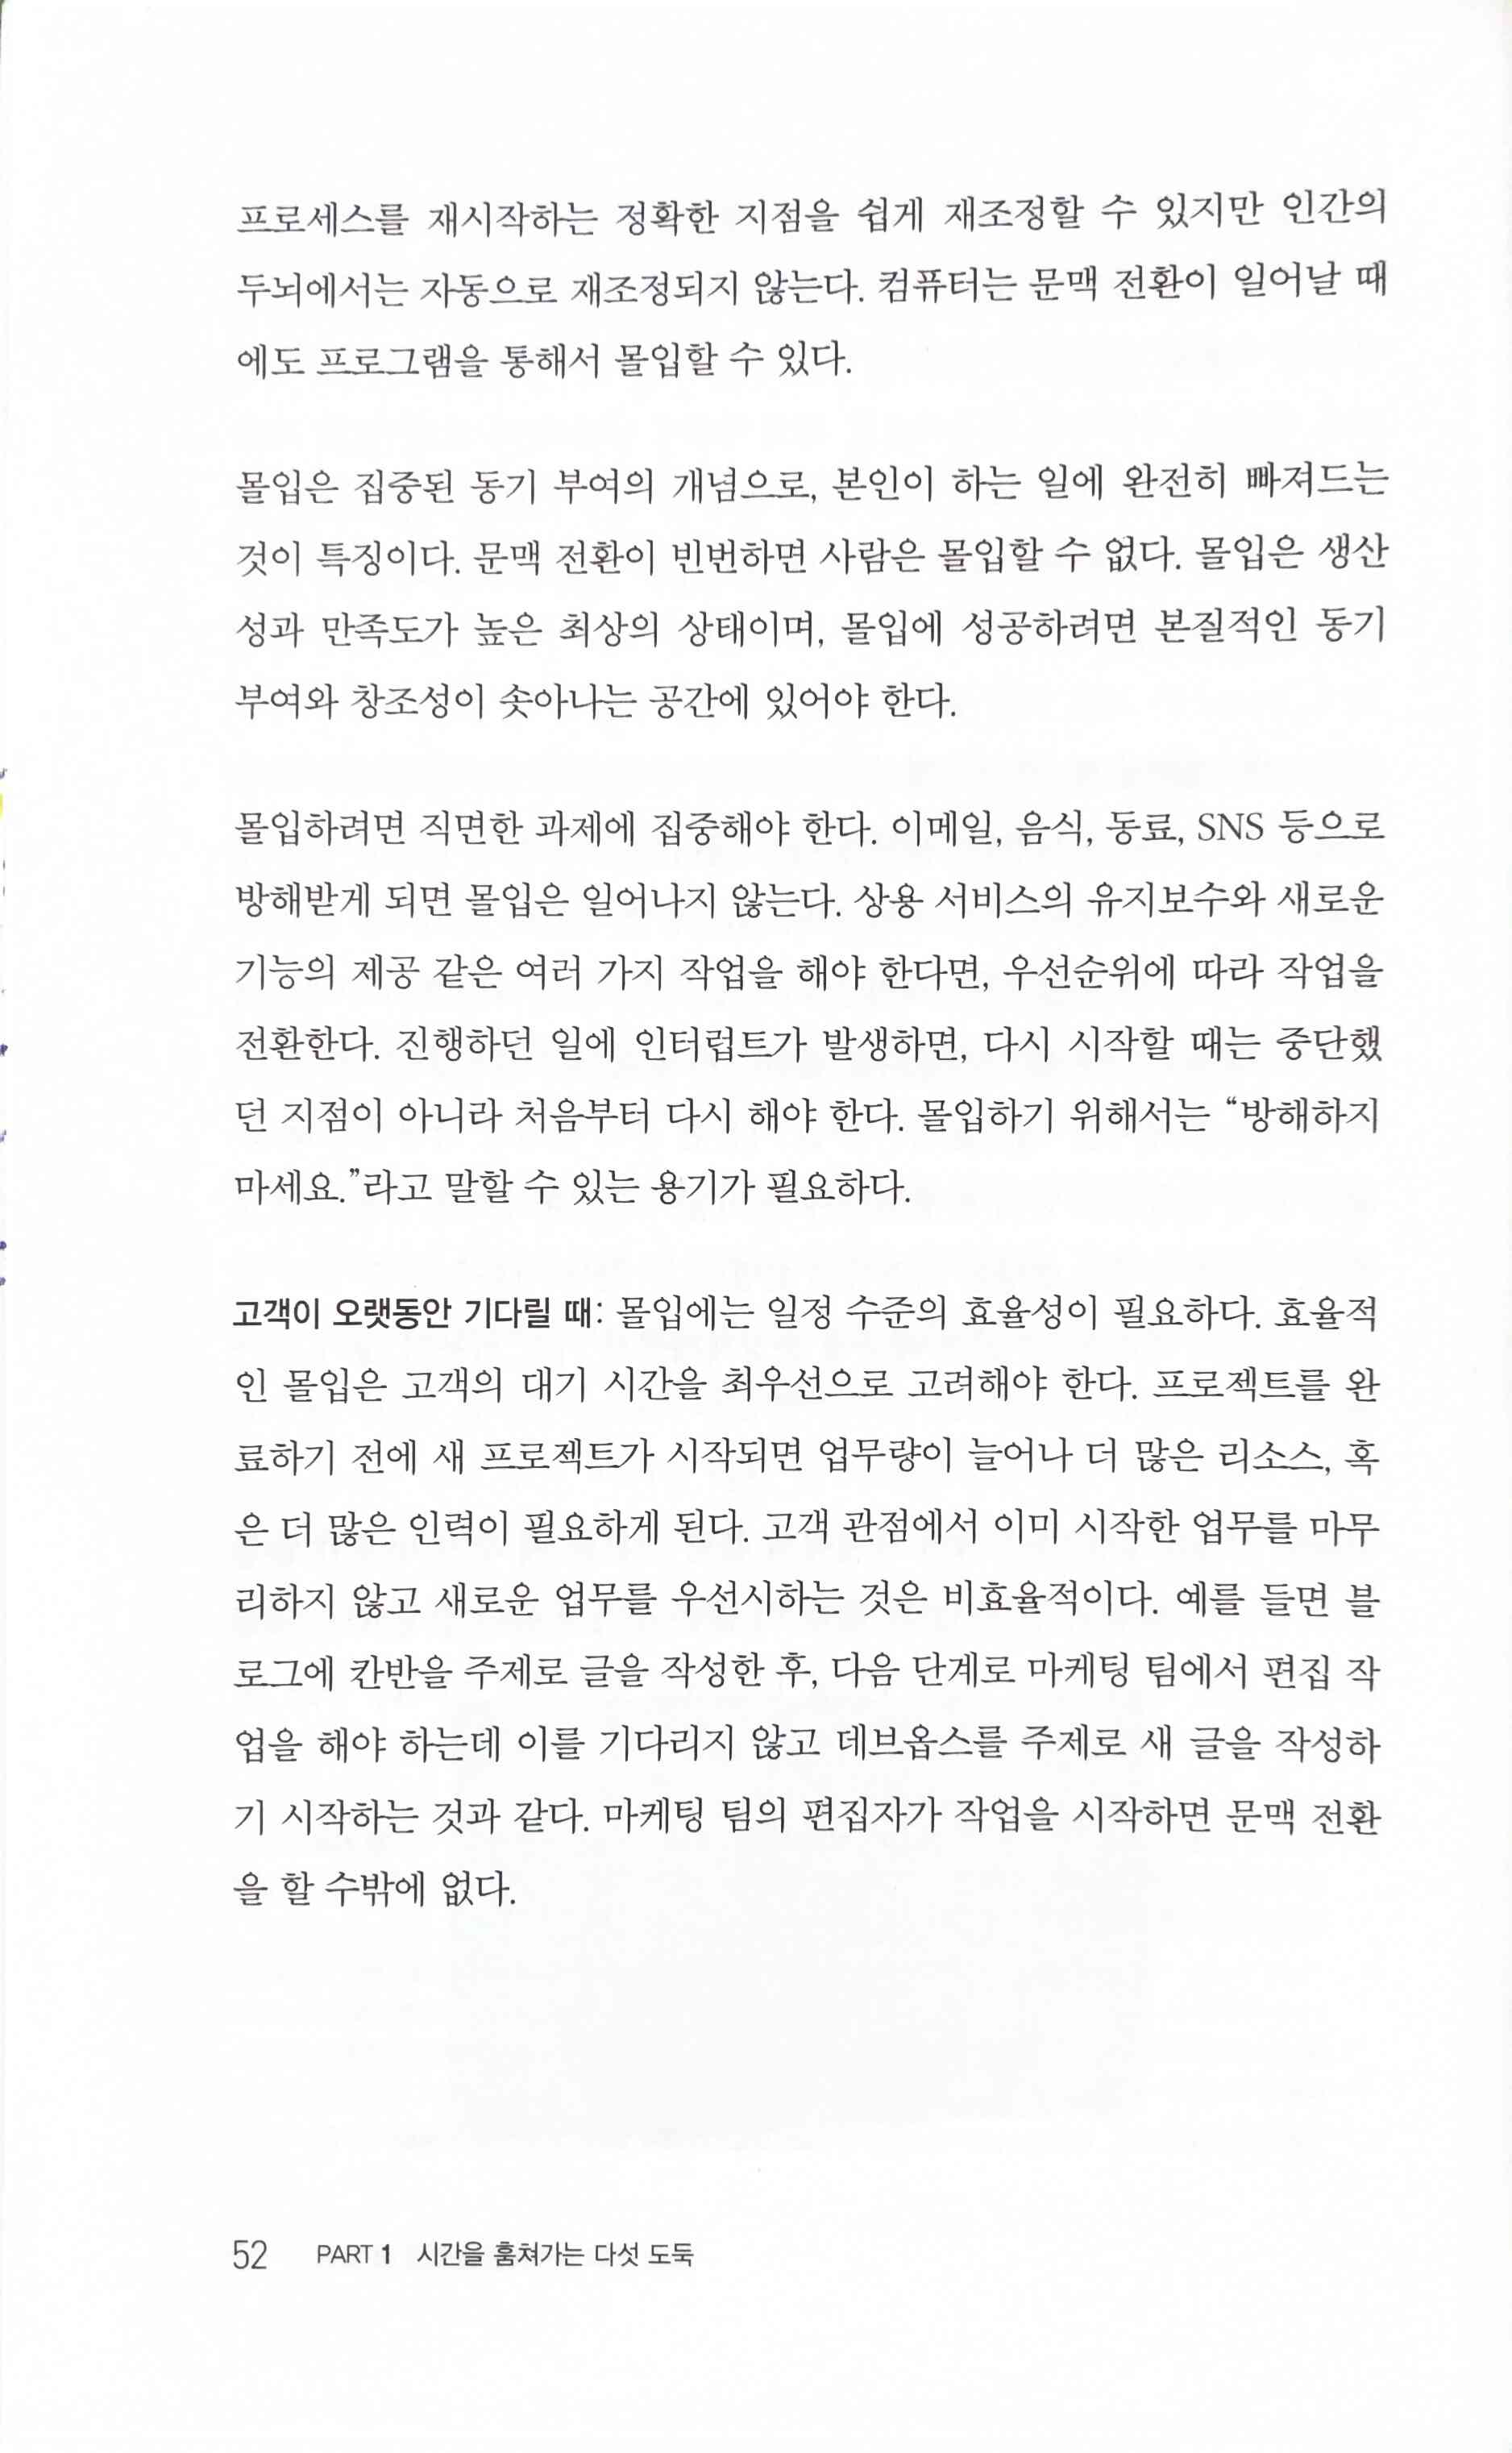 프로세스를 재시작하는 정확한 지점을 쉽게 재조정할 수 있지만 인간의
두뇌에서는 자동으로 재조정되지 않는다. 컴퓨터는 문맥 전환이 일어날 때
에도 프로그램을 통해서 몰입할 수 있다.
몰입은 집중된 동기 부여의 개념으로, 본인이 하는 일에 완전히 빠져드는
것이 특징이다. 문맥 전환이 빈번하면 사람은 몰입할 수 없다. 몰입은 생산
성과 만족도가 높은 최상의 상태이며, 몰입에 성공하려면 본질적인 동기
부여와 창조성이 솟아나는 공간에 있어야 한다.
몰입하려면 직면한 과제에 집중해야 한다. 이메일, 음식, 동료, SNS 등으로
방해받게 되면 몰입은 일어나지 않는다. 상용 서비스의 유지보수와 새로운
기능의 제공 같은 여러 가지 작업을 해야 한다면, 우선순위에 따라 작업을
전환한다. 진행하던 일에 인터럽트가 발생하면, 다시 시작할 때는 중단했
던 지점이 아니라 처음부터 다시 해야 한다. 몰입하기 위해서는 “방해하지
마세요.”라고 말할 수 있는 용기가 필요하다.
고객이 오랫동안 기다릴 때: 몰입에는 일정 수준의 효율성이 필요하다. 효율적
인 몰입은 고객의 대기 시간을 최우선으로 고려해야 한다. 프로젝트를 완
료하기 전에 새 프로젝트가 시작되면 업무량이 늘어나 더 많은 리소스, 혹
은 더 많은 인력이 필요하게 된다. 고객 관점에서 이미 시작한 업무를 마무
리하지 않고 새로운 업무를 우선시하는 것은 비효율적이다. 예를 들면 블
로그에 칸반을 주제로 글을 작성한 후, 다음 단계로 마케팅 팀에서 편집 작
업을 해야 하는데 이를 기다리지 않고 데브옵스를 주제로 새 글을 작성하
기 시작하는 것과 같다. 마케팅 팀의 편집자가 작업을 시작하면 문맥 전환
을 할 수밖에 없다.
52 PART 1 시간을 훔쳐가는 다섯 도둑